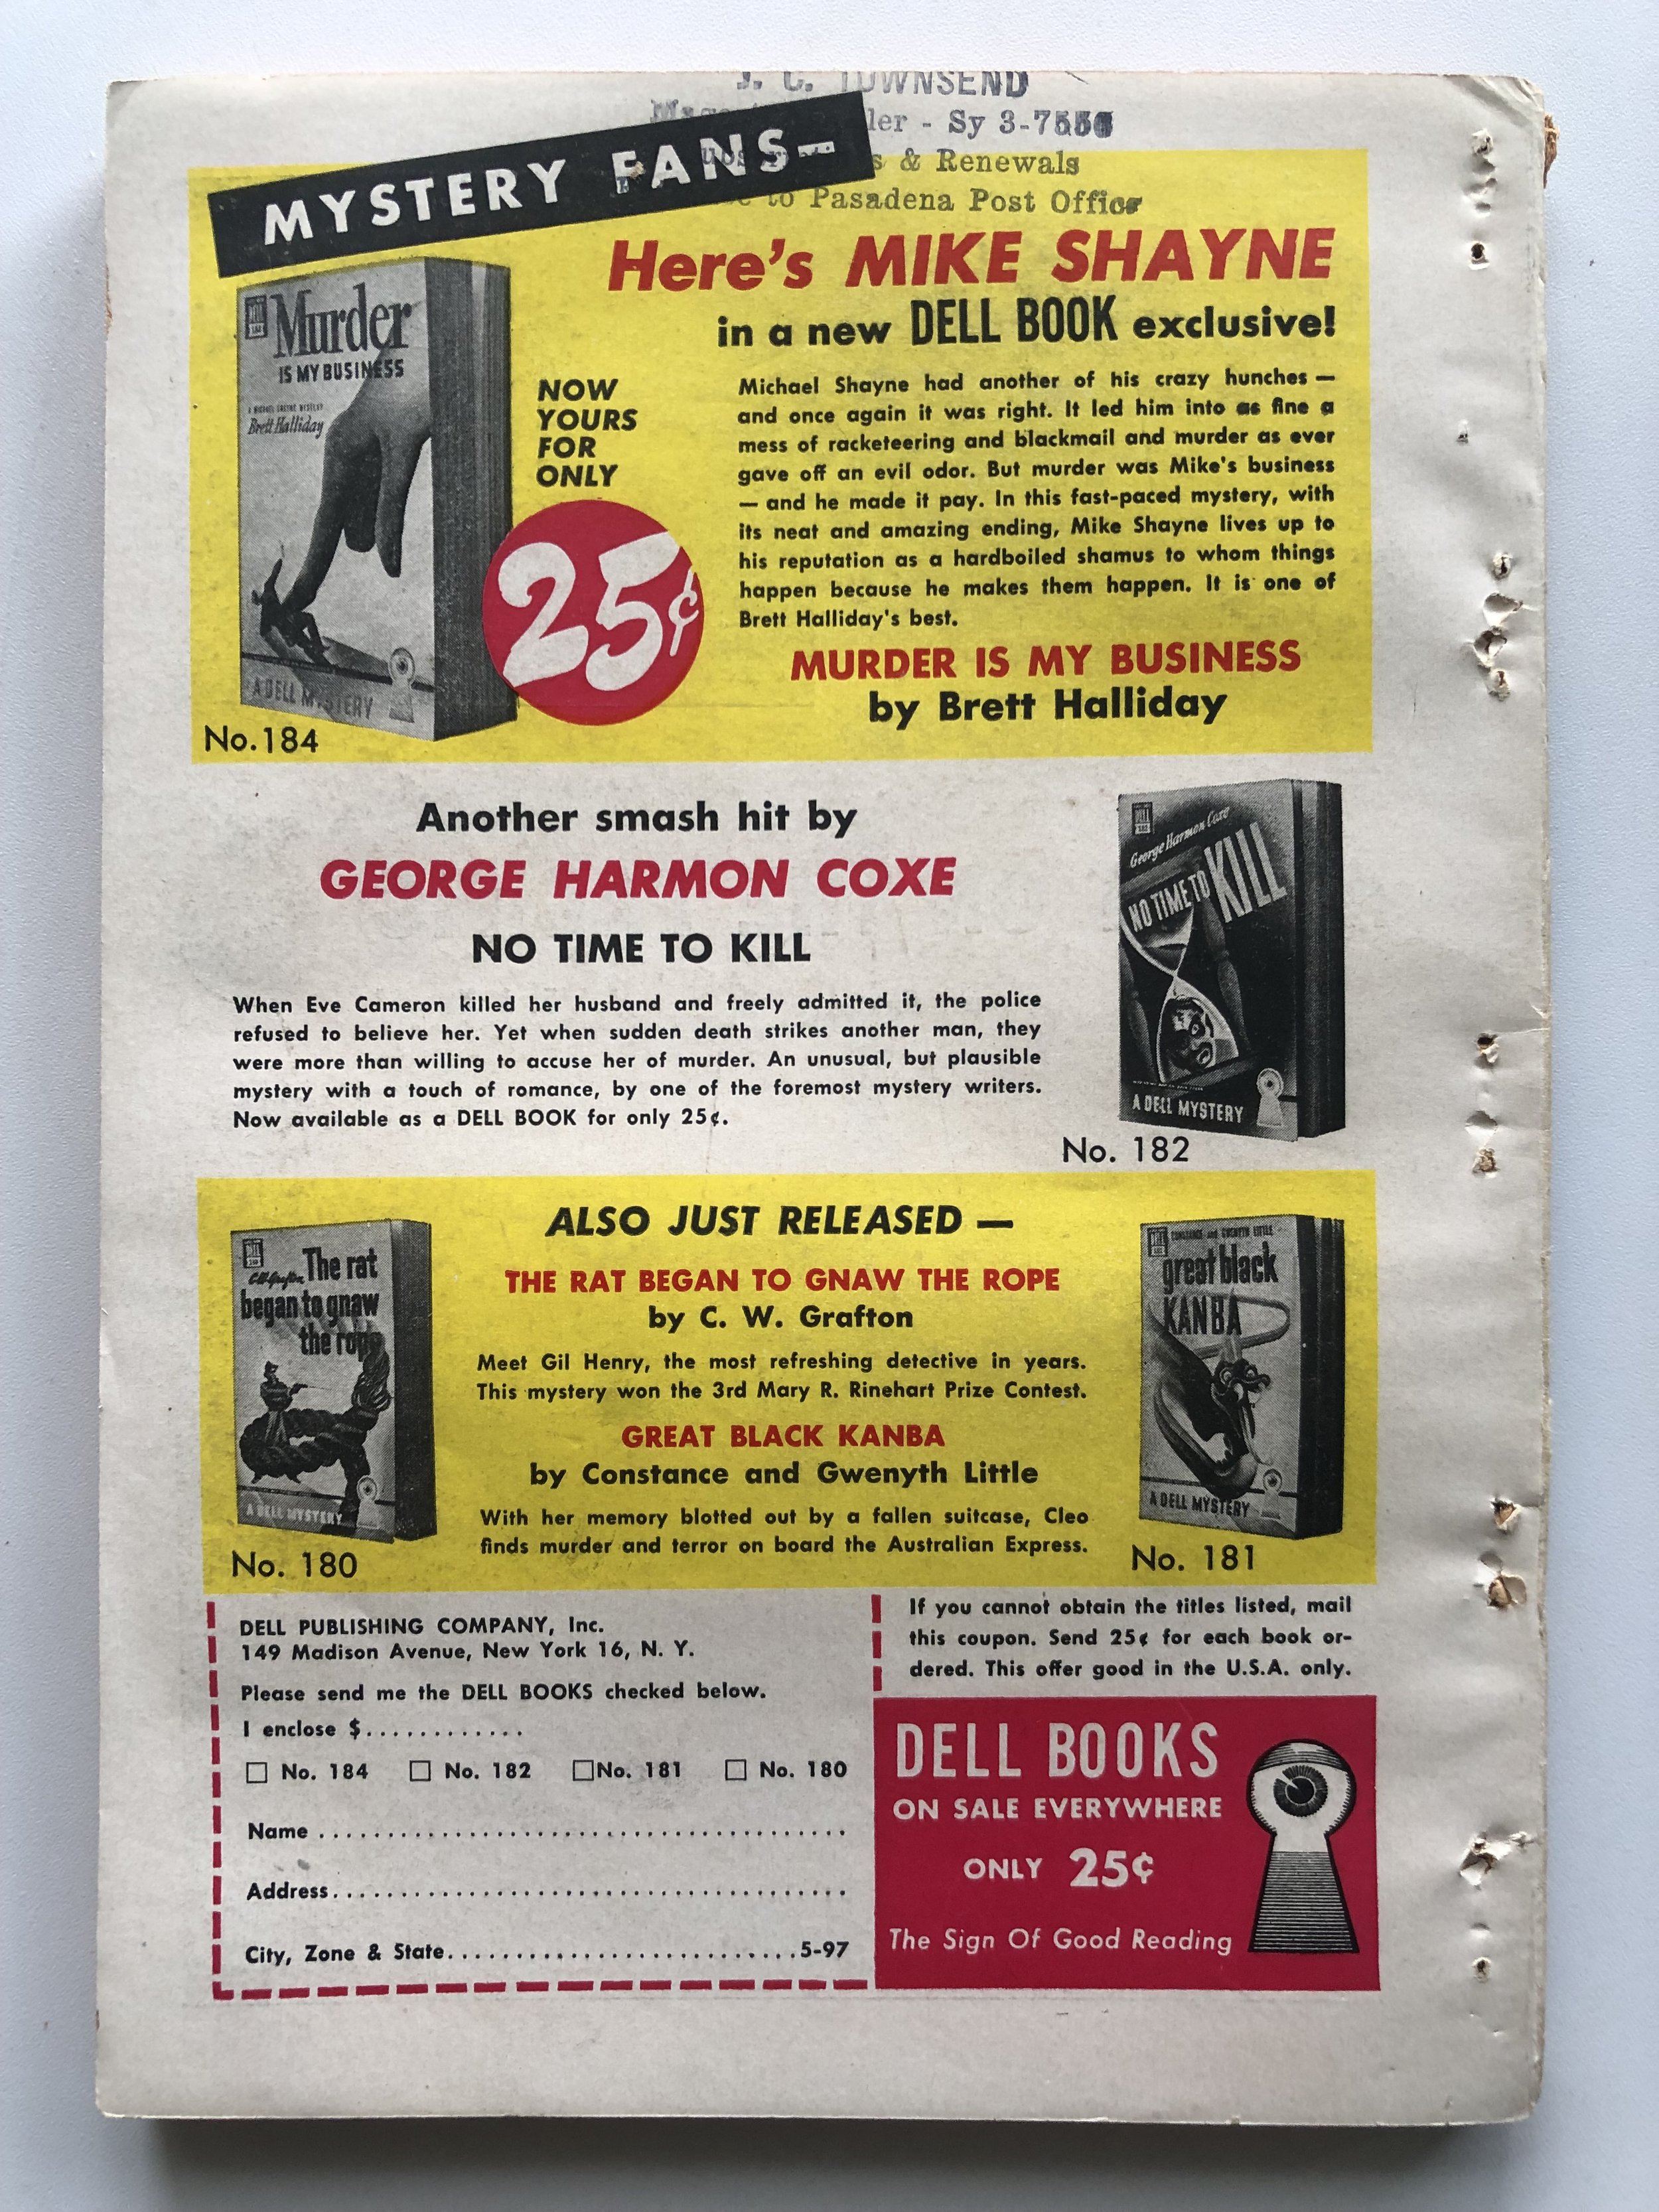 J. C. TOWNSEND
ler - Sy 3-7556
s & Renewals
to Pasadena Post Office
MYSTERY FANS—
Here's MIKE SHAYNE
in a new DELL BOOK exclusive!
Murder
IS MY BUSINESS
A MICHAEL SHAYNE MYSTERY
Brett Halliday
A DELL MYSTERY
No. 184
NOW
YOURS
FOR
ONLY
25¢
Michael Shayne had another of his crazy hunches —
and once again it was right. It led him into as fine a
mess of racketeering and blackmail and murder as ever
gave off an evil odor. But murder was Mike's business
— and he made it pay. In this fast-paced mystery, with
its neat and amazing ending, Mike Shayne lives up to
his reputation as a hardboiled shamus to whom things
happen because he makes them happen. It is one of
Brett Halliday's best.
MURDER IS MY BUSINESS
by Brett Halliday
Another smash hit by
GEORGE HARMON COXE
NO TIME TO KILL
When Eve Cameron killed her husband and freely admitted it, the police
refused to believe her. Yet when sudden death strikes another man, they
were more than willing to accuse her of murder. An unusual, but plausible
mystery with a touch of romance, by one of the foremost mystery writers.
Now available as a DELL BOOK for only 25¢.
DELL
182
George Harmon Coxe
NO TIME TO KILL
A DELL MYSTERY
No. 182
ALSO JUST RELEASED —
THE RAT BEGAN TO GNAW THE ROPE
by C. W. Grafton
Meet Gil Henry, the most refreshing detective in years.
This mystery won the 3rd Mary R. Rinehart Prize Contest.
GREAT BLACK KANBA
by Constance and Gwenyth Little
With her memory blotted out by a fallen suitcase, Cleo
finds murder and terror on board the Australian Express.
DELL
C.W. Grafton
The rat
began to gnaw
the rope
A DELL MYSTERY
No. 180
DELL
CONSTANCE and GWENYTH LITTLE
great black
KANBA
A DELL MYSTERY
No. 181
DELL PUBLISHING COMPANY, Inc.
149 Madison Avenue, New York 16, N. Y.
Please send me the DELL BOOKS checked below.
I enclose $............
☐ No. 184 ☐ No. 182 ☐ No. 181 ☐ No. 180
Name ......................................
Address.....................................
City, Zone & State.........................5-97
If you cannot obtain the titles listed, mail
this coupon. Send 25¢ for each book or-
dered. This offer good in the U.S.A. only.
DELL BOOKS
ON SALE EVERYWHERE
ONLY 25¢
The Sign Of Good Reading